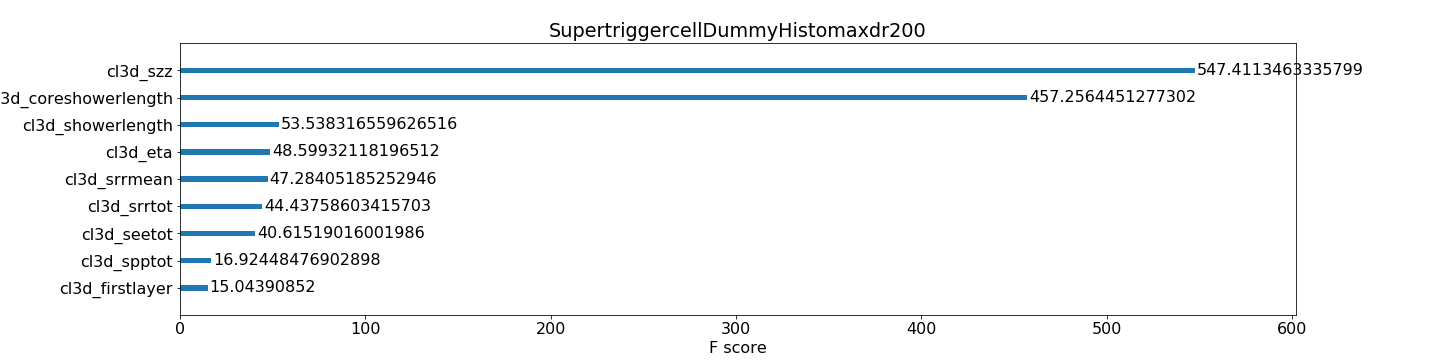 SupertriggercellDummyHistomaxdr200
cl3d_szz 547.4113463335799
3d_coreshowerlength 457.2564451277302
cl3d_showerlength 53.538316559626516
cl3d_eta 48.59932118196512
cl3d_srrmean 47.28405185252946
cl3d_srrtot 44.43758603415703
cl3d_seetot 40.61519016001986
cl3d_spptot 16.92448476902898
cl3d_firstlayer 15.04390852
0 100 200 300 400 500 600
F score